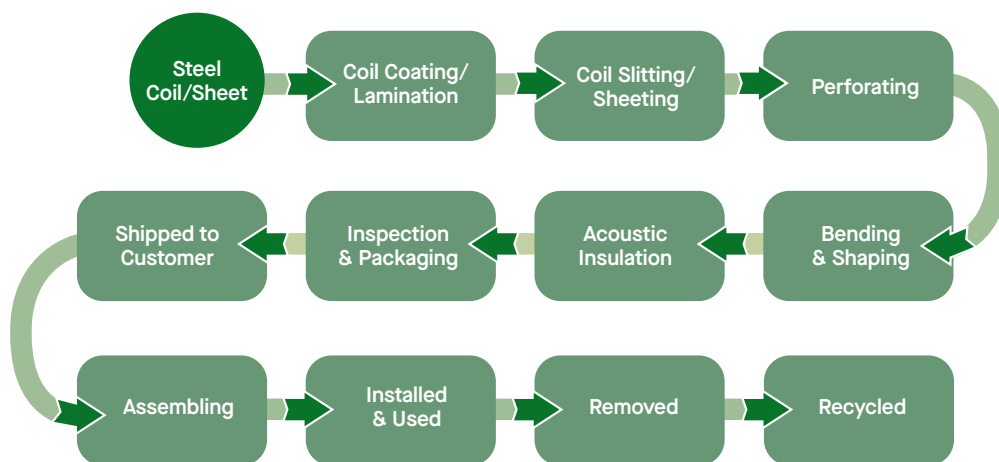 Steel
Coil/Sheet
Coil Coating/
Lamination
Coil Slitting/
Sheeting
Perforating
Bending
& Shaping
Acoustic
Insulation
Inspection
& Packaging
Shipped to
Customer
Assembling
Installed
& Used
Removed
Recycled